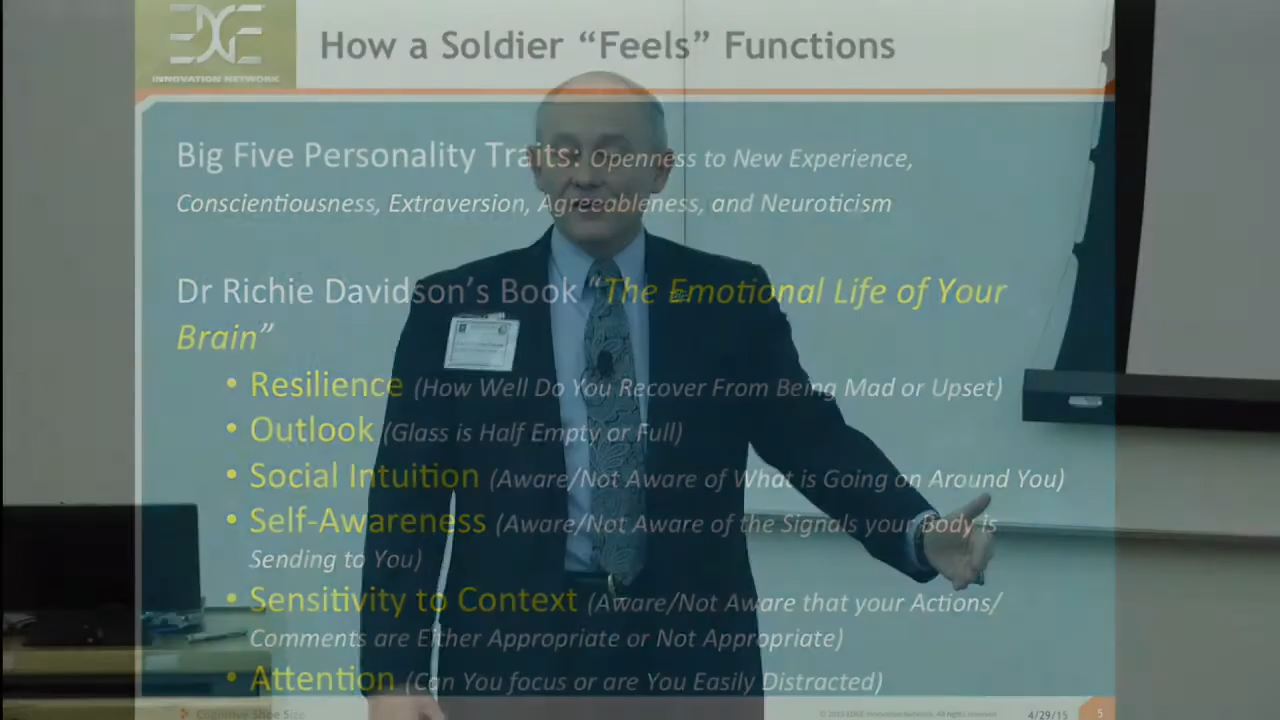 EDGE
INNOVATION NETWORK
How a Soldier “Feels” Functions
Big Five Personality Traits: Openness to New Experience,
Conscientiousness, Extraversion, Agreeableness, and Neuroticism
Dr Richie Davidson’s Book “The Emotional Life of Your
Brain”
• Resilience (How Well Do You Recover From Being Mad or Upset)
• Outlook (Glass is Half Empty or Full)
• Social Intuition (Aware/Not Aware of What is Going on Around You)
• Self-Awareness (Aware/Not Aware of the Signals your Body is
Sending to You)
• Sensitivity to Context (Aware/Not Aware that your Actions/
Comments are Either Appropriate or Not Appropriate)
• Attention (Can You focus or are You Easily Distracted)
Cognitive Shoe Size © 2015 EDGE Innovation Network. All rights reserved. 4/29/15 5